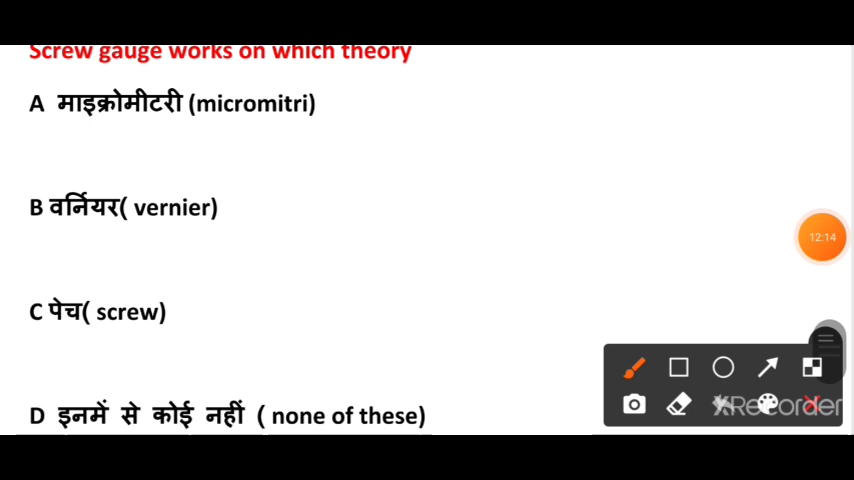 Screw gauge works on which theory
A माइक्रोमीटरी (micromitri)
B वर्नियर( vernier)
12:14
C पेच( screw)
XRecorder
D इनमें से कोई नहीं ( none of these)